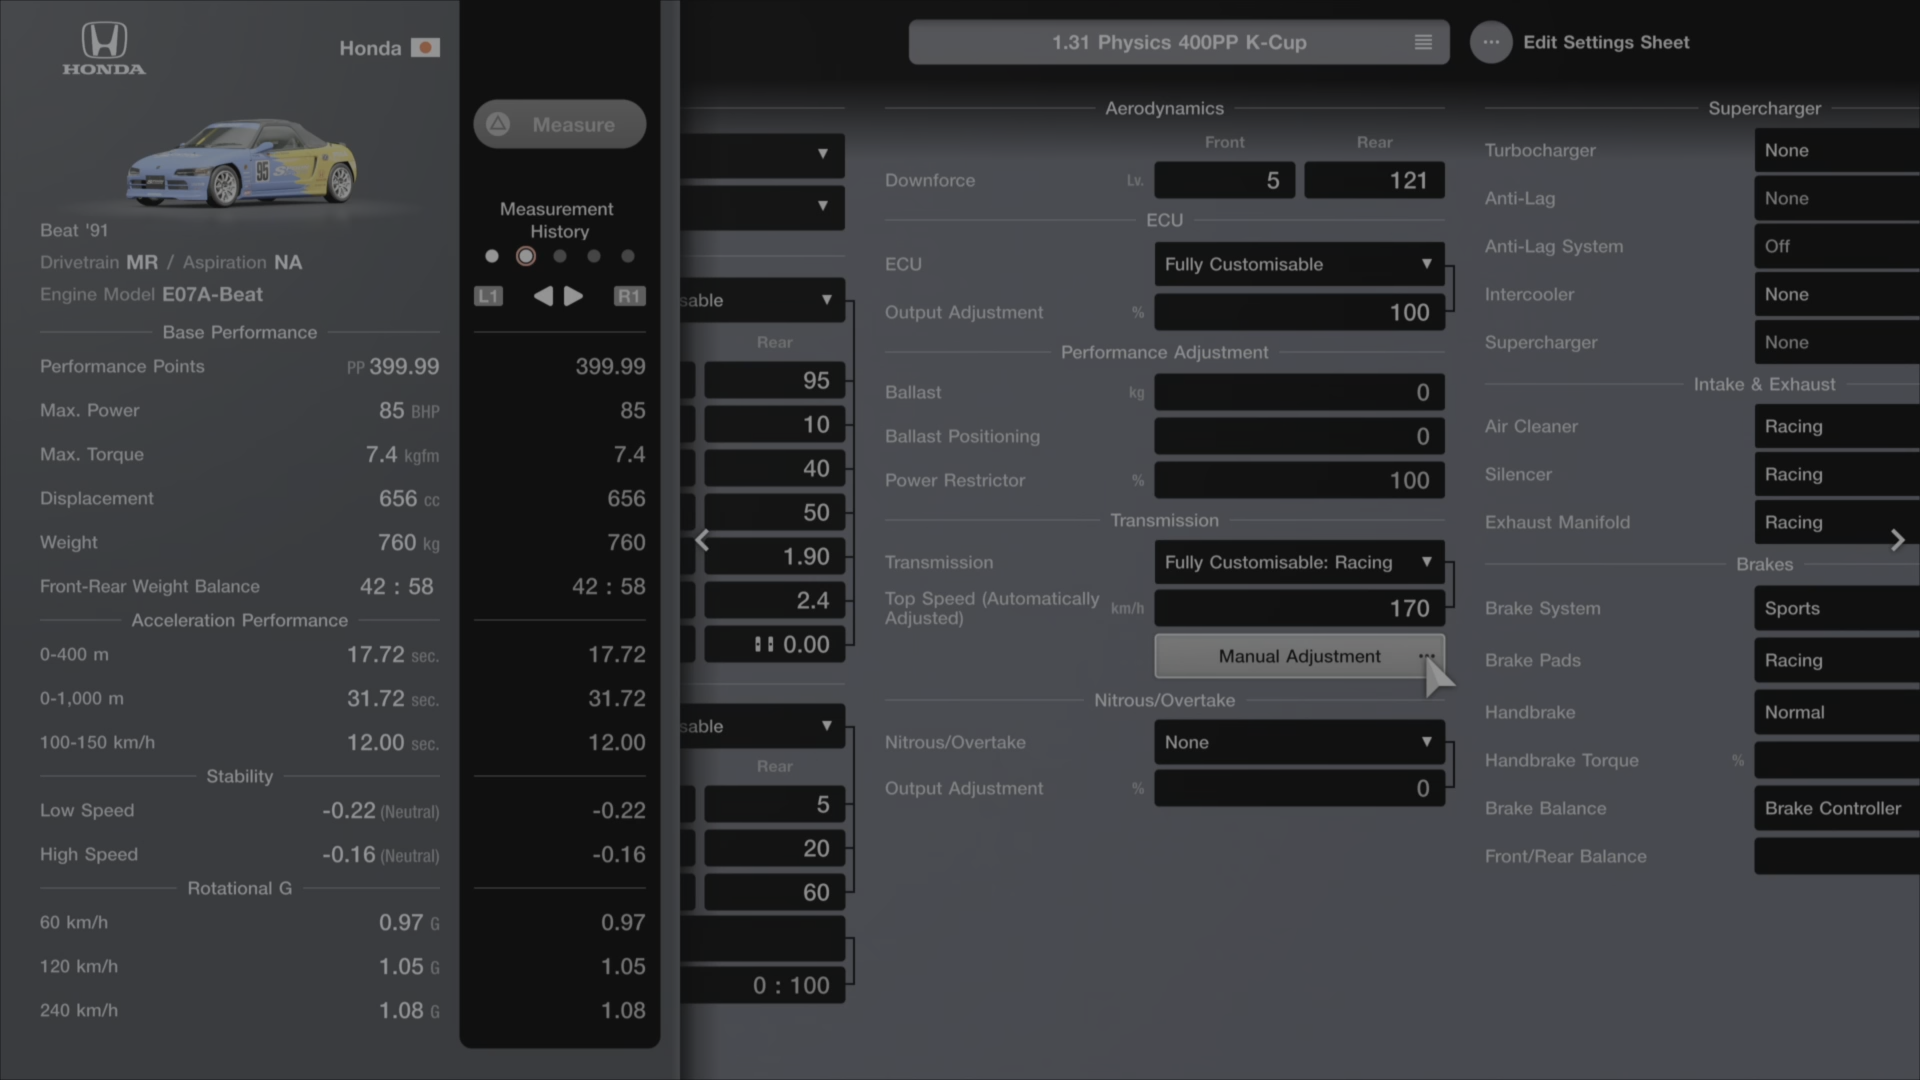 HONDA
Honda
Beat '91
Drivetrain MR / Aspiration NA
Engine Model E07A-Beat
Base Performance
Performance Points PP 399.99
Max. Power 85 BHP
Max. Torque 7.4 kgfm
Displacement 656 cc
Weight 760 kg
Front-Rear Weight Balance 42 : 58
Acceleration Performance
0-400 m 17.72 sec.
0-1,000 m 31.72 sec.
100-150 km/h 12.00 sec.
Stability
Low Speed -0.22 (Neutral)
High Speed -0.16 (Neutral)
Rotational G
60 km/h 0.97 G
120 km/h 1.05 G
240 km/h 1.08 G
Measure
Measurement
History
L1 R1
399.99
85
7.4
656
760
42 : 58
17.72
31.72
12.00
-0.22
-0.16
0.97
1.05
1.08
sable
Rear
95
10
40
50
1.90
2.4
0.00
sable
Rear
5
20
60
0 : 100
1.31 Physics 400PP K-Cup
Edit Settings Sheet
Aerodynamics
Front Rear
Downforce Lv. 5 121
ECU
ECU Fully Customisable
Output Adjustment % 100
Performance Adjustment
Ballast kg 0
Ballast Positioning 0
Power Restrictor % 100
Transmission
Transmission Fully Customisable: Racing
Top Speed (Automatically
Adjusted) km/h 170
Manual Adjustment
Nitrous/Overtake
Nitrous/Overtake None
Output Adjustment % 0
Supercharger
Turbocharger None
Anti-Lag None
Anti-Lag System Off
Intercooler None
Supercharger None
Intake & Exhaust
Air Cleaner Racing
Silencer Racing
Exhaust Manifold Racing
Brakes
Brake System Sports
Brake Pads Racing
Handbrake Normal
Handbrake Torque %
Brake Balance Brake Controller
Front/Rear Balance
95